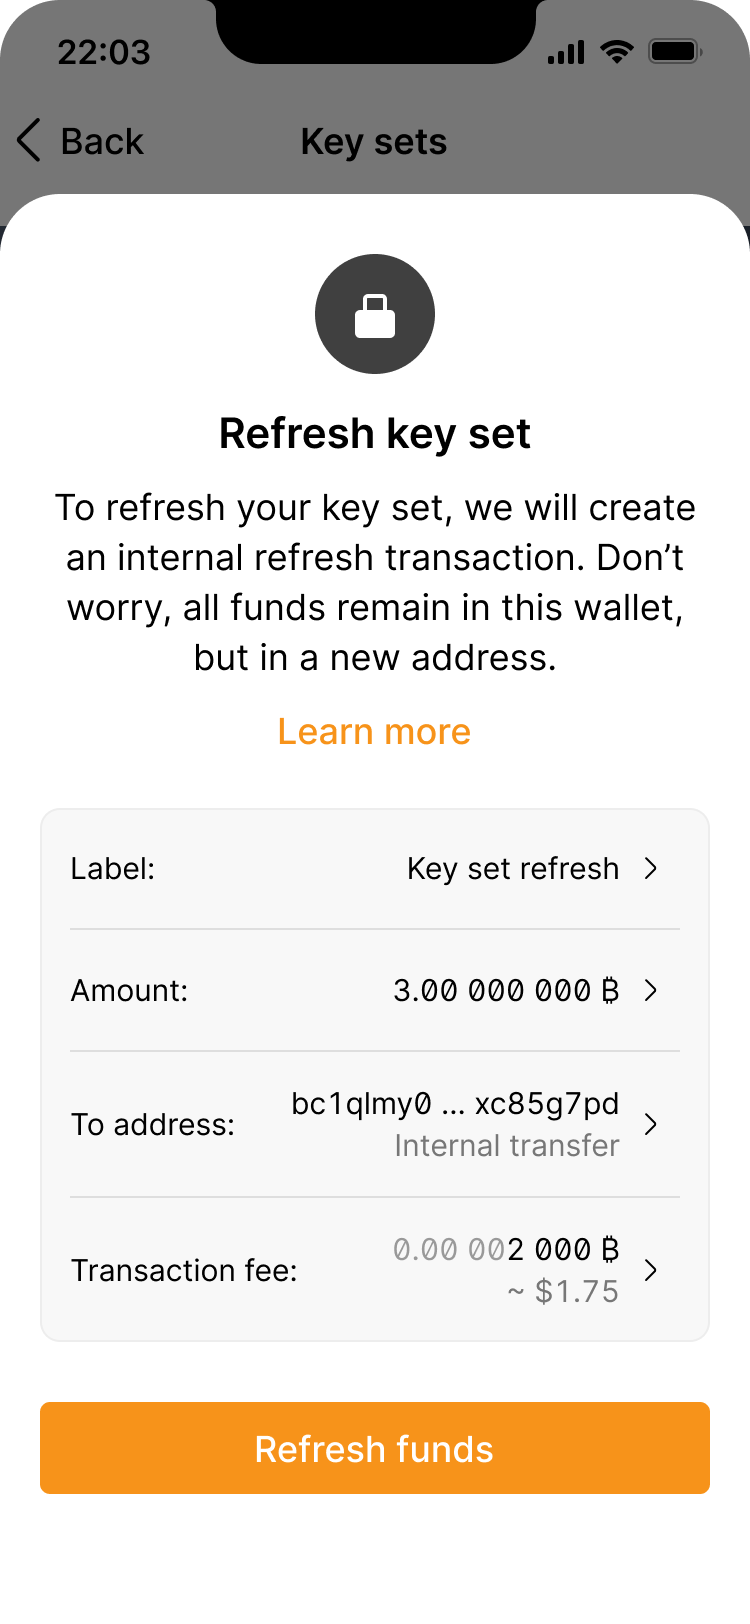 22:03
Back
Key sets
Refresh key set
To refresh your key set, we will create
an internal refresh transaction. Don’t
worry, all funds remain in this wallet,
but in a new address.
Learn more
Label:
Key set refresh
Amount:
3.00 000 000 ₿
To address:
bc1qlmy0 ... xc85g7pd
Internal transfer
Transaction fee:
0.00 002 000 ₿
~ $1.75
Refresh funds